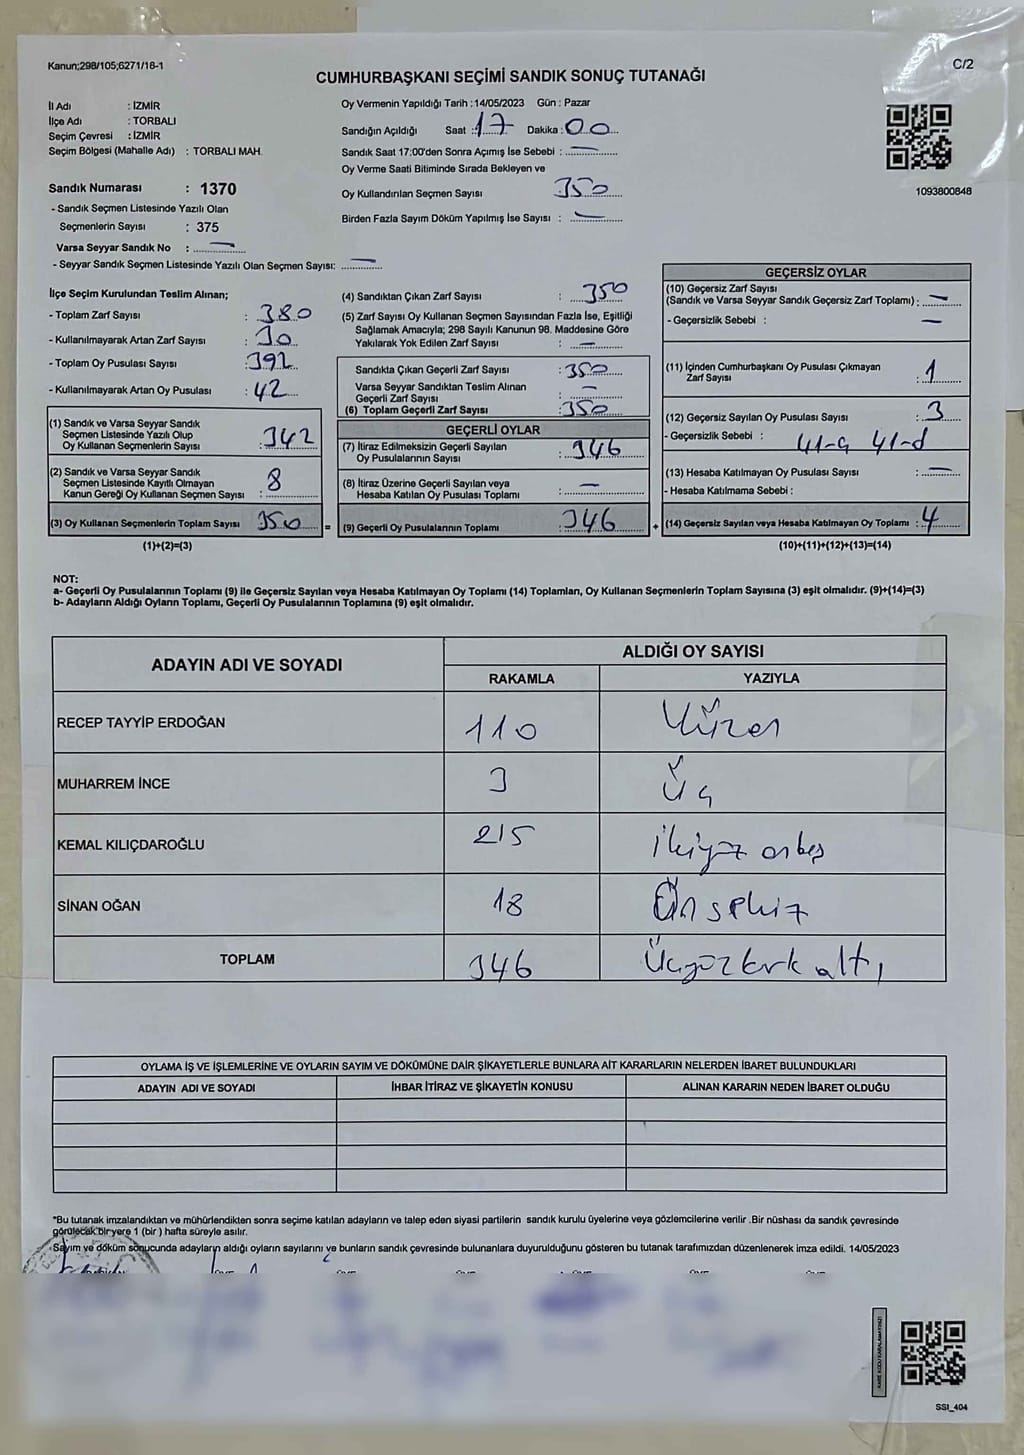 Kanun;298/105;6271/18-1
C/2
CUMHURBAŞKANI SEÇİMİ SANDIK SONUÇ TUTANAĞI
İl Adı : İZMİR
İlçe Adı : TORBALI
Seçim Çevresi : İZMİR
Seçim Bölgesi (Mahalle Adı) : TORBALI MAH.
Sandık Numarası : 1370
- Sandık Seçmen Listesinde Yazılı Olan
Seçmenlerin Sayısı : 375
Varsa Seyyar Sandık No : —
- Seyyar Sandık Seçmen Listesinde Yazılı Olan Seçmen Sayısı: —
Oy Vermenin Yapıldığı Tarih : 14/05/2023 Gün : Pazar
Sandığın Açıldığı Saat : 17 Dakika : 00
Sandık Saat 17;00'den Sonra Açımış İse Sebebi : —
Oy Verme Saati Bitiminde Sırada Bekleyen ve
Oy Kullandırılan Seçmen Sayısı 350
Birden Fazla Sayım Döküm Yapılmış İse Sayısı : —
1093800848
İlçe Seçim Kurulundan Teslim Alınan;
- Toplam Zarf Sayısı : 380
- Kullanılmayarak Artan Zarf Sayısı : 30
- Toplam Oy Pusulası Sayısı : 392
- Kullanılmayarak Artan Oy Pusulası : 42
(1) Sandık ve Varsa Seyyar Sandık
Seçmen Listesinde Yazılı Olup
Oy Kullanan Seçmenlerin Sayısı : 342
(2) Sandık ve Varsa Seyyar Sandık
Seçmen Listesinde Kayıtlı Olmayan
Kanun Gereği Oy Kullanan Seçmen Sayısı : 8
(3) Oy Kullanan Seçmenlerin Toplam Sayısı 350
(1)+(2)=(3)
(4) Sandıktan Çıkan Zarf Sayısı : 350
(5) Zarf Sayısı Oy Kullanan Seçmen Sayısından Fazla İse, Eşitliği
Sağlamak Amacıyla; 298 Sayılı Kanunun 98. Maddesine Göre
Yakılarak Yok Edilen Zarf Sayısı : —
Sandıkta Çıkan Geçerli Zarf Sayısı : 350
Varsa Seyyar Sandıktan Teslim Alınan
Geçerli Zarf Sayısı : —
(6) Toplam Geçerli Zarf Sayısı : 350
GEÇERLİ OYLAR
(7) İtiraz Edilmeksizin Geçerli Sayılan
Oy Pusulalarının Sayısı : 346
(8) İtiraz Üzerine Geçerli Sayılan veya
Hesaba Katılan Oy Pusulası Toplamı : —
= (9) Geçerli Oy Pusulalarının Toplamı : 346 +
GEÇERSİZ OYLAR
(10) Geçersiz Zarf Sayısı
(Sandık ve Varsa Seyyar Sandık Geçersiz Zarf Toplamı) : —
- Geçersizlik Sebebi : —
(11) İçinden Cumhurbaşkanı Oy Pusulası Çıkmayan
Zarf Sayısı : 1
(12) Geçersiz Sayılan Oy Pusulası Sayısı : 3
- Geçersizlik Sebebi : 41-a 41-d
(13) Hesaba Katılmayan Oy Pusulası Sayısı : —
- Hesaba Katılmama Sebebi :
(14) Geçersiz Sayılan veya Hesaba Katılmayan Oy Toplamı : 4
(10)+(11)+(12)+(13)=(14)
NOT:
a- Geçerli Oy Pusulalarının Toplamı (9) ile Geçersiz Sayılan veya Hesaba Katılmayan Oy Toplamı (14) Toplamları, Oy Kullanan Seçmenlerin Toplam Sayısına (3) eşit olmalıdır. (9)+(14)=(3)
b- Adayların Aldığı Oyların Toplamı, Geçerli Oy Pusulalarının Toplamına (9) eşit olmalıdır.
ADAYIN ADI VE SOYADI ALDIĞI OY SAYISI
RAKAMLA YAZIYLA
RECEP TAYYİP ERDOĞAN 110 Yüzon
MUHARREM İNCE 3 Üç
KEMAL KILIÇDAROĞLU 215 ikiyüz onbeş
SİNAN OĞAN 18 Onsekiz
TOPLAM 346 Üçyüzkırk altı
OYLAMA İŞ VE İŞLEMLERİNE VE OYLARIN SAYIM VE DÖKÜMÜNE DAİR ŞİKAYETLERLE BUNLARA AİT KARARLARIN NELERDEN İBARET BULUNDUKLARI
ADAYIN ADI VE SOYADI İHBAR İTİRAZ VE ŞİKAYETİN KONUSU ALINAN KARARIN NEDEN İBARET OLDUĞU
*Bu tutanak imzalandıktan ve mühürlendikten sonra seçime katılan adayların ve talep eden siyasi partilerin sandık kurulu üyelerine veya gözlemcilerine verilir .Bir nüshası da sandık çevresinde
görülecek bir yere 1 (bir ) hafta süreyle asılır.
Sayım ve döküm sonucunda adayların aldığı oyların sayılarını ve bunların sandık çevresinde bulunanlara duyurulduğunu gösteren bu tutanak tarafımızdan düzenlenerek imza edildi. 14/05/2023
KARE KODU KARALAMAYINIZ!
SSI_404